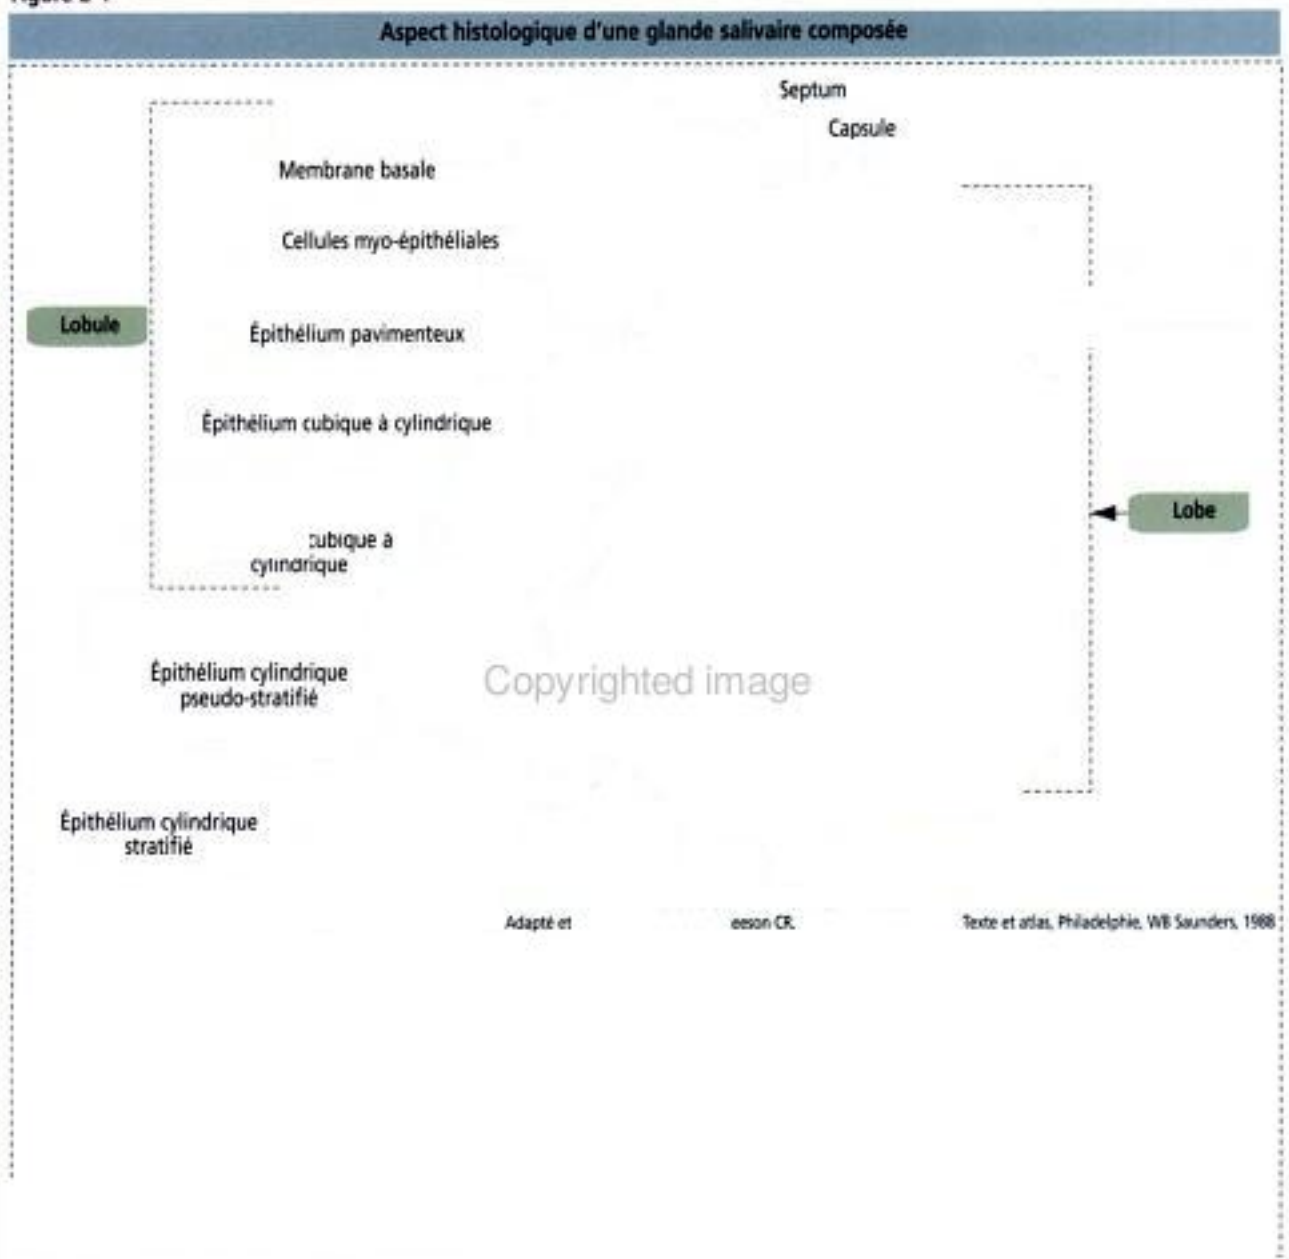 Aspect histologique d'une glande salivaire composée
Septum
Capsule
Membrane basale
Cellules myo-épithéliales
Lobule
Épithélium pavimenteux
Épithélium cubique à cylindrique
Lobe
cubique à
cylindrique
Épithélium cylindrique
pseudo-stratifié
Copyrighted image
Épithélium cylindrique
stratifié
Adapté et eeson CR. Texte et atlas, Philadelphie, WB Saunders, 1988